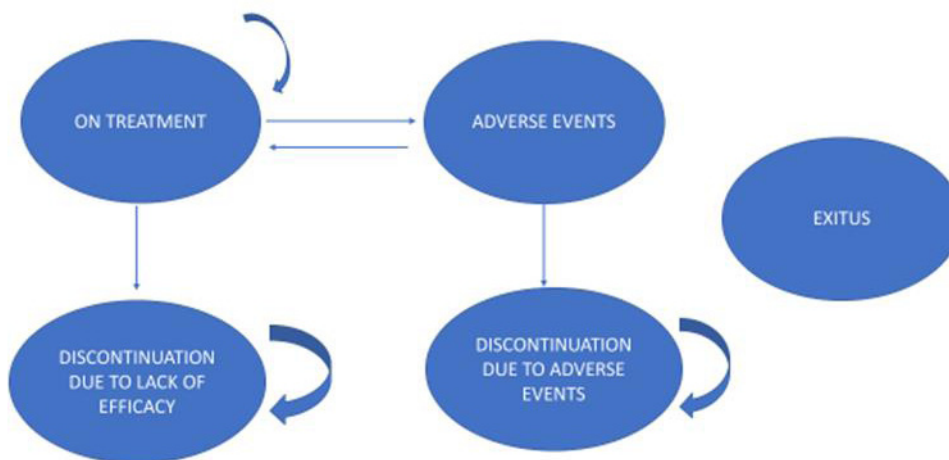 ON TREATMENT
ADVERSE EVENTS
EXITUS
DISCONTINUATION
DUE TO LACK OF
EFFICACY
DISCONTINUATION
DUE TO ADVERSE
EVENTS